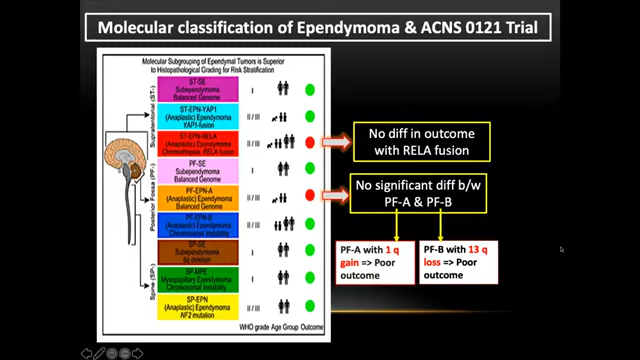 Molecular classification of Ependymoma & ACNS 0121 Trial
Molecular Subgrouping of Ependymal Tumors is Superior
to Histopathological Grading for Risk Stratification
Supratentorial (ST-)
ST-SE
Subependymoma
Balanced Genome
I
ST-EPN-YAP1
(Anaplastic) Ependymoma
YAP1-fusion
II / III
ST-EPN-RELA
(Anaplastic) Ependymoma
Chromothripsis, RELA fusion
II / III
Posterior Fossa (PF-)
PF-SE
Subependymoma
Balanced Genome
I
PF-EPN-A
(Anaplastic) Ependymoma
Balanced Genome
II / III
PF-EPN-B
(Anaplastic) Ependymoma
Chromosomal Instability
II / III
Spine (SP-)
SP-SE
Subependymoma
6q deletion
I
SP-MPE
Myxopapillary Ependymoma
Chromosomal Instability
I
SP-EPN
(Anaplastic) Ependymoma
NF2 mutation
II / III
WHO grade Age Group Outcome
No diff in outcome
with RELA fusion
No significant diff b/w
PF-A & PF-B
PF-A with 1 q
gain => Poor
outcome
PF-B with 13 q
loss => Poor
outcome